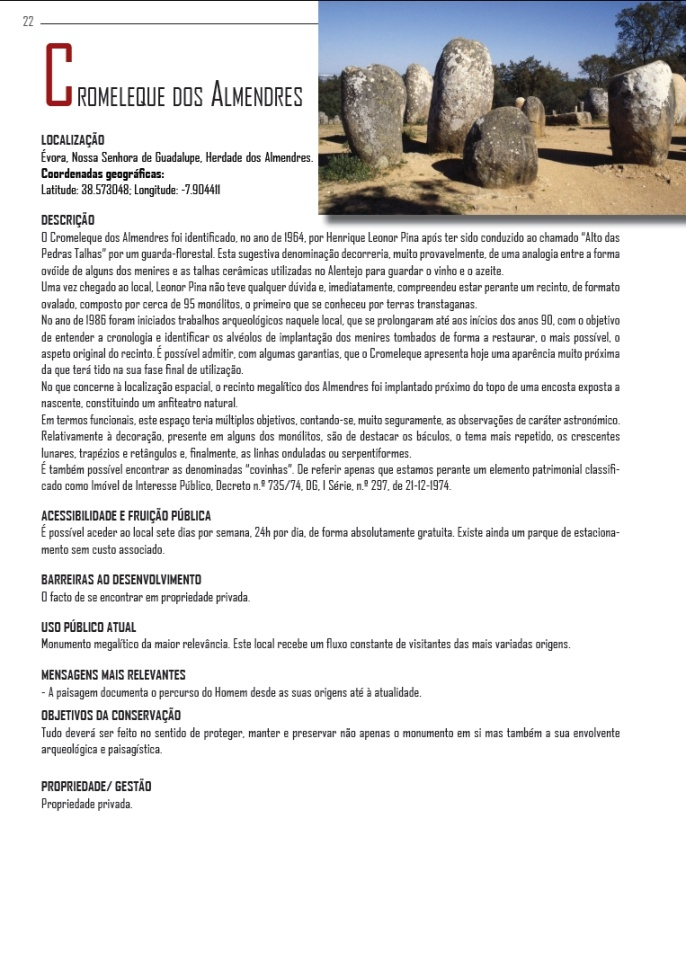 22
CROMELEQUE DOS ALMENDRES
LOCALIZAÇÃO
Évora, Nossa Senhora de Guadalupe, Herdade dos Almendres.
Coordenadas geográficas:
Latitude: 38.573048; Longitude: -7.904411
DESCRIÇÃO
O Cromeleque dos Almendres foi identificado, no ano de 1964, por Henrique Leonor Pina após ter sido conduzido ao chamado "Alto das
Pedras Talhas" por um guarda-florestal. Esta sugestiva denominação decorreria, muito provavelmente, de uma analogia entre a forma
ovóide de alguns dos menires e as talhas cerâmicas utilizadas no Alentejo para guardar o vinho e o azeite.
Uma vez chegado ao local, Leonor Pina não teve qualquer dúvida e, imediatamente, compreendeu estar perante um recinto, de formato
ovalado, composto por cerca de 95 monólitos, o primeiro que se conheceu por terras transtaganas.
No ano de 1986 foram iniciados trabalhos arqueológicos naquele local, que se prolongaram até aos inícios dos anos 90, com o objetivo
de entender a cronologia e identificar os alvéolos de implantação dos menires tombados de forma a restaurar, o mais possível, o
aspeto original do recinto. É possível admitir, com algumas garantias, que o Cromeleque apresenta hoje uma aparência muito próxima
da que terá tido na sua fase final de utilização.
No que concerne à localização espacial, o recinto megalítico dos Almendres foi implantado próximo do topo de uma encosta exposta a
nascente, constituindo um anfiteatro natural.
Em termos funcionais, este espaço teria múltiplos objetivos, contando-se, muito seguramente, as observações de caráter astronómico.
Relativamente à decoração, presente em alguns dos monólitos, são de destacar os báculos, o tema mais repetido, os crescentes
lunares, trapézios e retângulos e, finalmente, as linhas onduladas ou serpentiformes.
É também possível encontrar as denominadas "covinhas". De referir apenas que estamos perante um elemento patrimonial classifi-
cado como Imóvel de Interesse Público, Decreto n.º 735/74, DG, I Série, n.º 297, de 21-12-1974.
ACESSIBILIDADE E FRUIÇÃO PÚBLICA
É possível aceder ao local sete dias por semana, 24h por dia, de forma absolutamente gratuita. Existe ainda um parque de estaciona-
mento sem custo associado.
BARREIRAS AO DESENVOLVIMENTO
O facto de se encontrar em propriedade privada.
USO PÚBLICO ATUAL
Monumento megalítico da maior relevância. Este local recebe um fluxo constante de visitantes das mais variadas origens.
MENSAGENS MAIS RELEVANTES
- A paisagem documenta o percurso do Homem desde as suas origens até à atualidade.
OBJETIVOS DA CONSERVAÇÃO
Tudo deverá ser feito no sentido de proteger, manter e preservar não apenas o monumento em si mas também a sua envolvente
arqueológica e paisagística.
PROPRIEDADE/ GESTÃO
Propriedade privada.